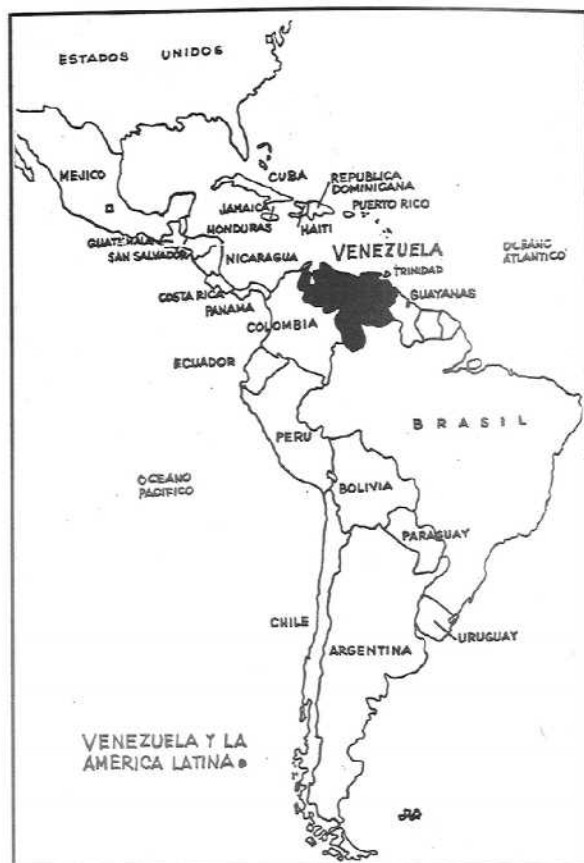 ESTADOS UNIDOS
MEJICO
CUBA
REPUBLICA
DOMINICANA
JAMAICA
PUERTO RICO
HONDURAS
HAITI
GUATEMALA
SAN SALVADOR
NICARAGUA
VENEZUELA
OCEANO
ATLANTICO
TRINIDAD
COSTA RICA
GUAYANAS
PANAMA
COLOMBIA
ECUADOR
BRASIL
PERU
OCEANO
PACIFICO
BOLIVIA
PARAGUAY
CHILE
URUGUAY
ARGENTINA
VENEZUELA Y LA
AMERICA LATINA